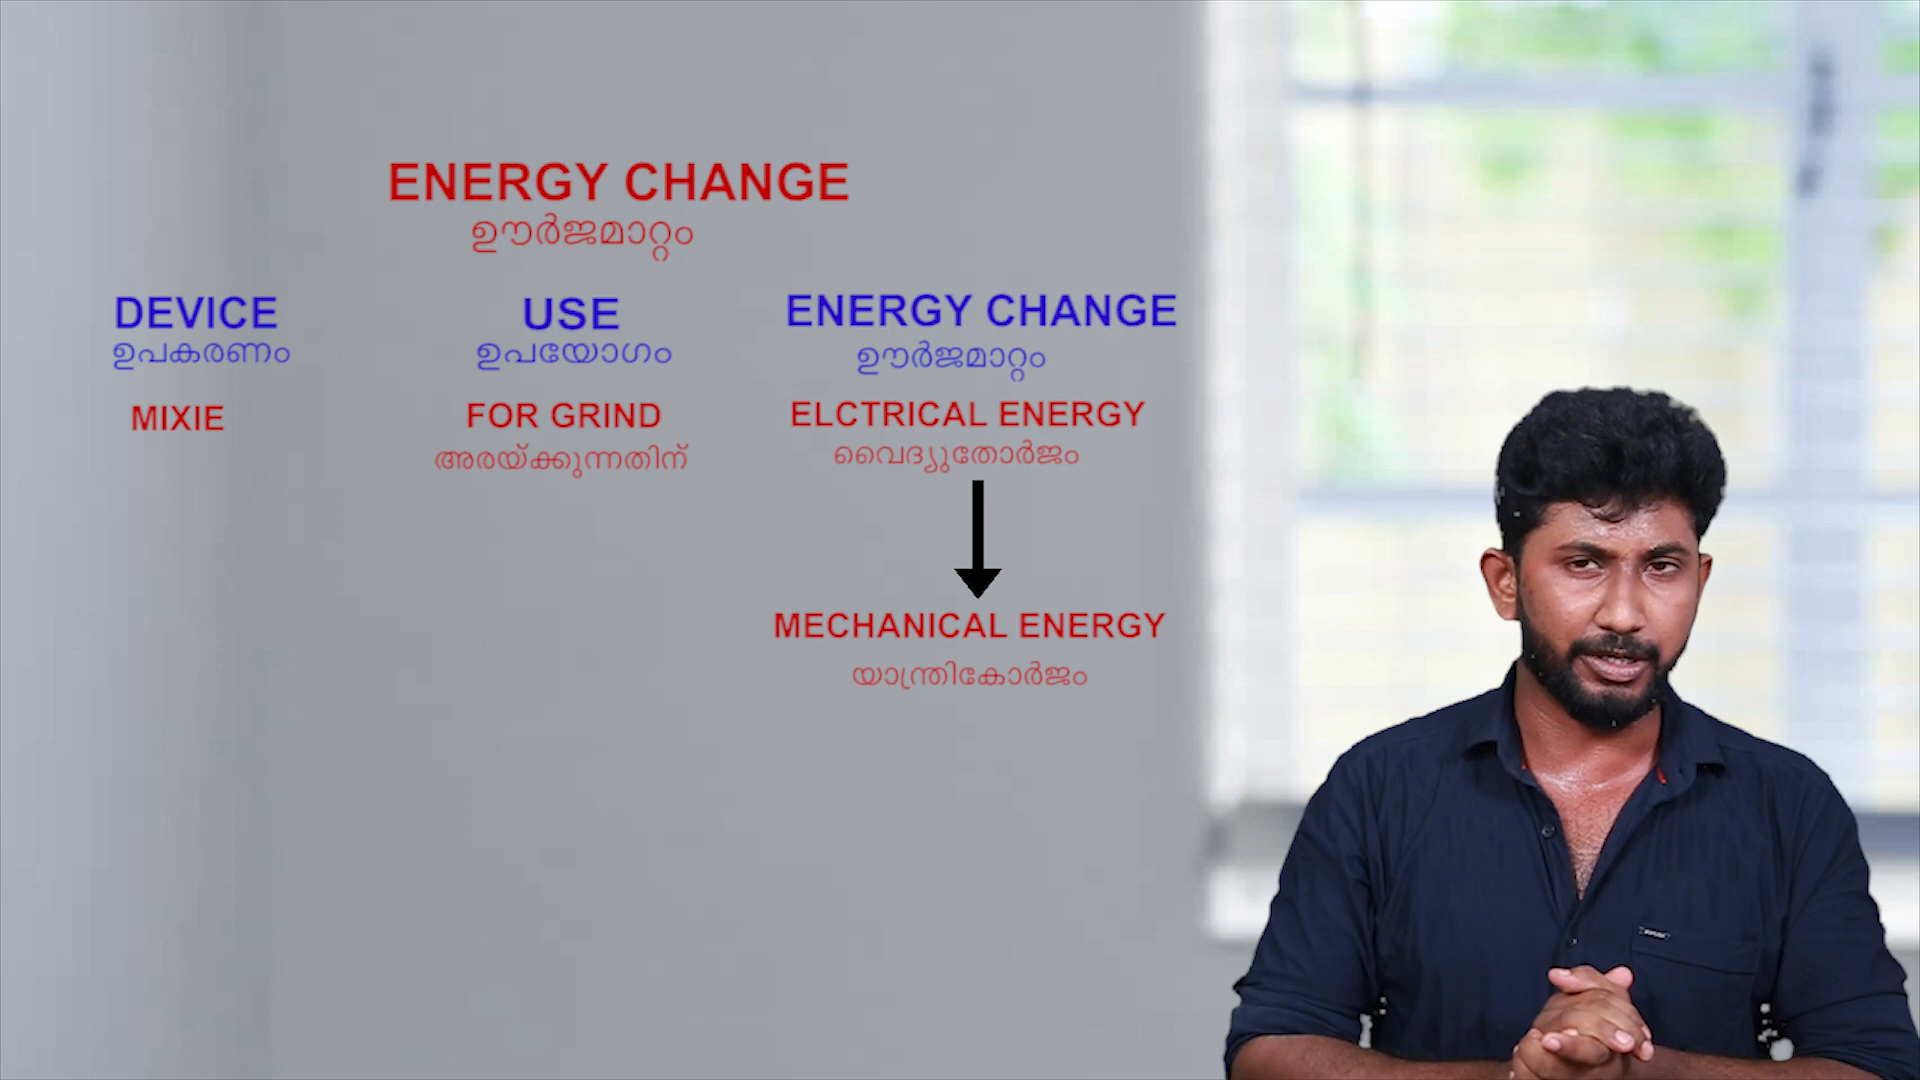 ENERGY CHANGE
ഊർജമാറ്റം
DEVICE
ഉപകരണം
USE
ഉപയോഗം
ENERGY CHANGE
ഊർജമാറ്റം
MIXIE
FOR GRIND
അരയ്ക്കുന്നതിന്
ELCTRICAL ENERGY
വൈദ്യുതോർജം
MECHANICAL ENERGY
യാന്ത്രികോർജം